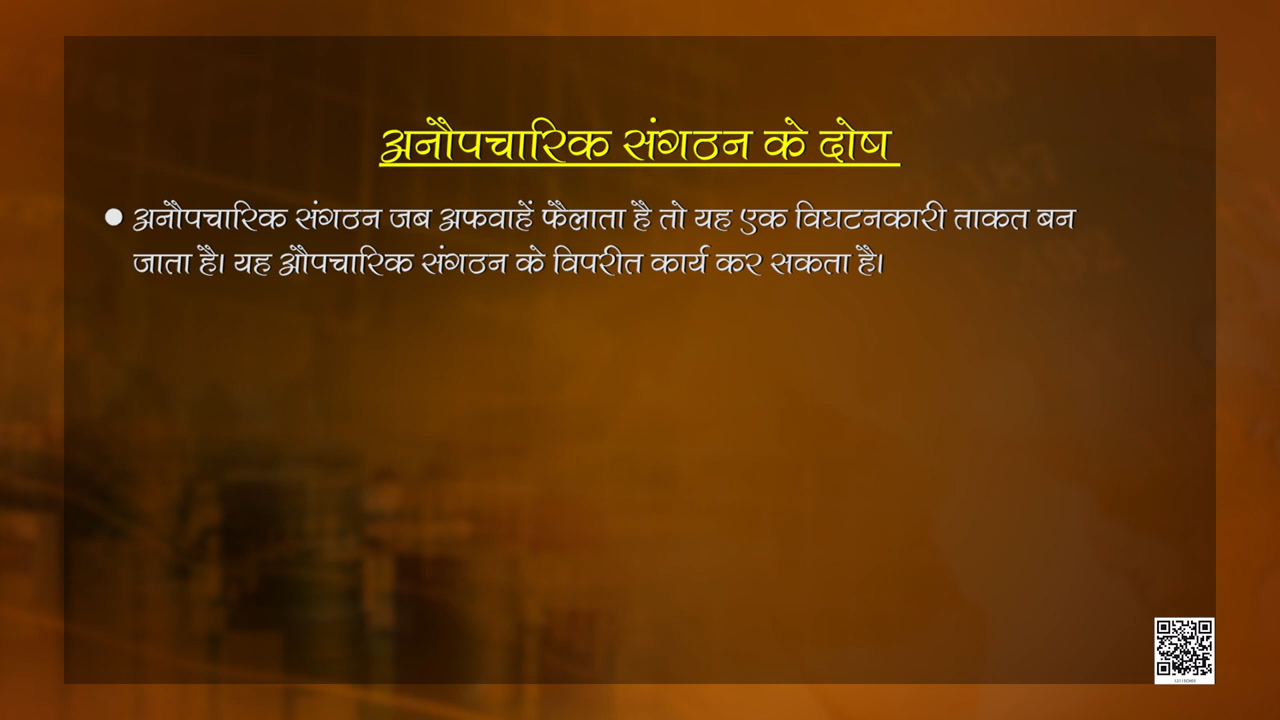 अनौपचारिक संगठन के दोष
● अनौपचारिक संगठन जब अफवाहें फैलाता है तो यह एक विघटनकारी ताकत बन
जाता है। यह औपचारिक संगठन के विपरीत कार्य कर सकता है।